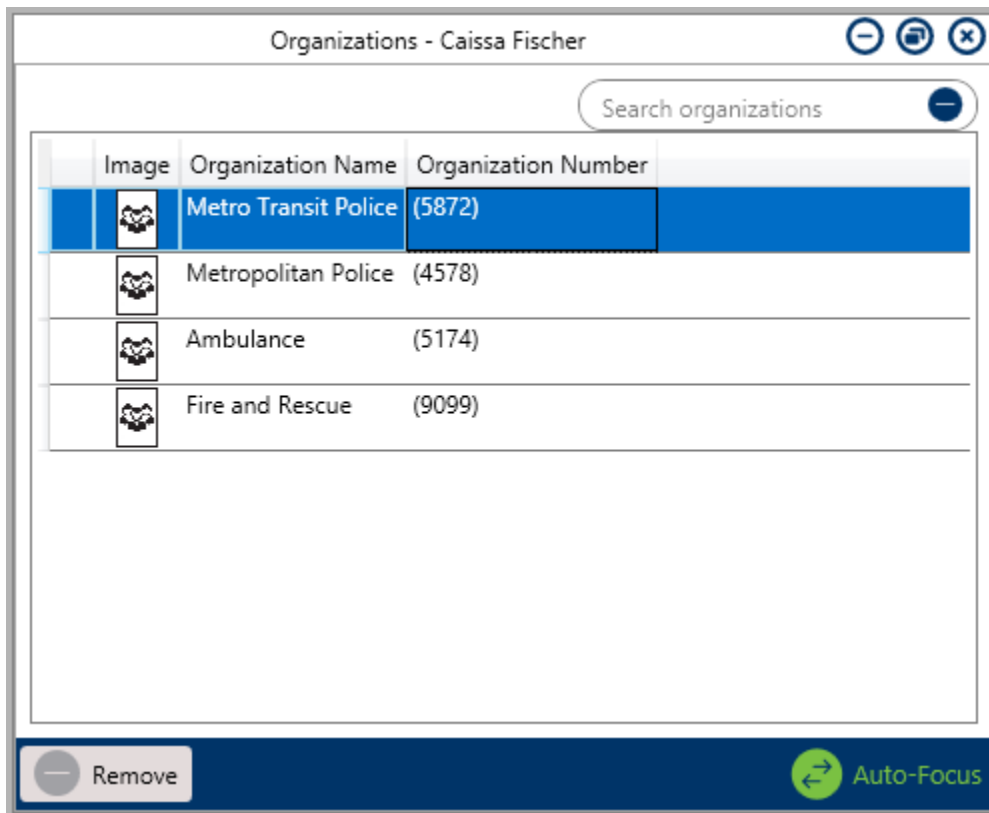 Organizations - Caissa Fischer
Search organizations
Image Organization Name Organization Number
Metro Transit Police (5872)
Metropolitan Police (4578)
Ambulance (5174)
Fire and Rescue (9099)
Remove Auto-Focus